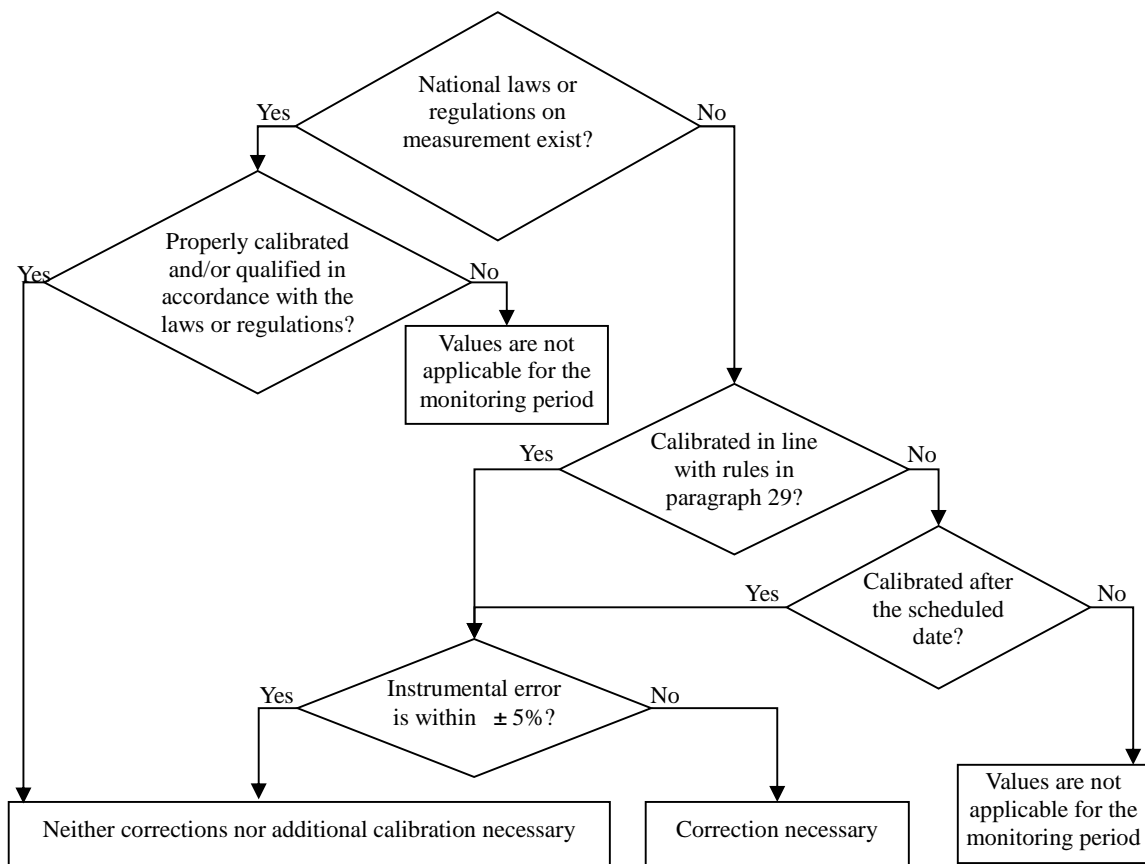 National laws or
regulations on
measurement exist?
Yes
No
Properly calibrated
and/or qualified in
accordance with the
laws or regulations?
Yes
No
Values are not
applicable for the
monitoring period
Calibrated in line
with rules in
paragraph 29?
Yes
No
Calibrated after
the scheduled
date?
Yes
No
Instrumental error
is within ± 5%?
Yes
No
Values are not
applicable for the
monitoring period
Neither corrections nor additional calibration necessary
Correction necessary